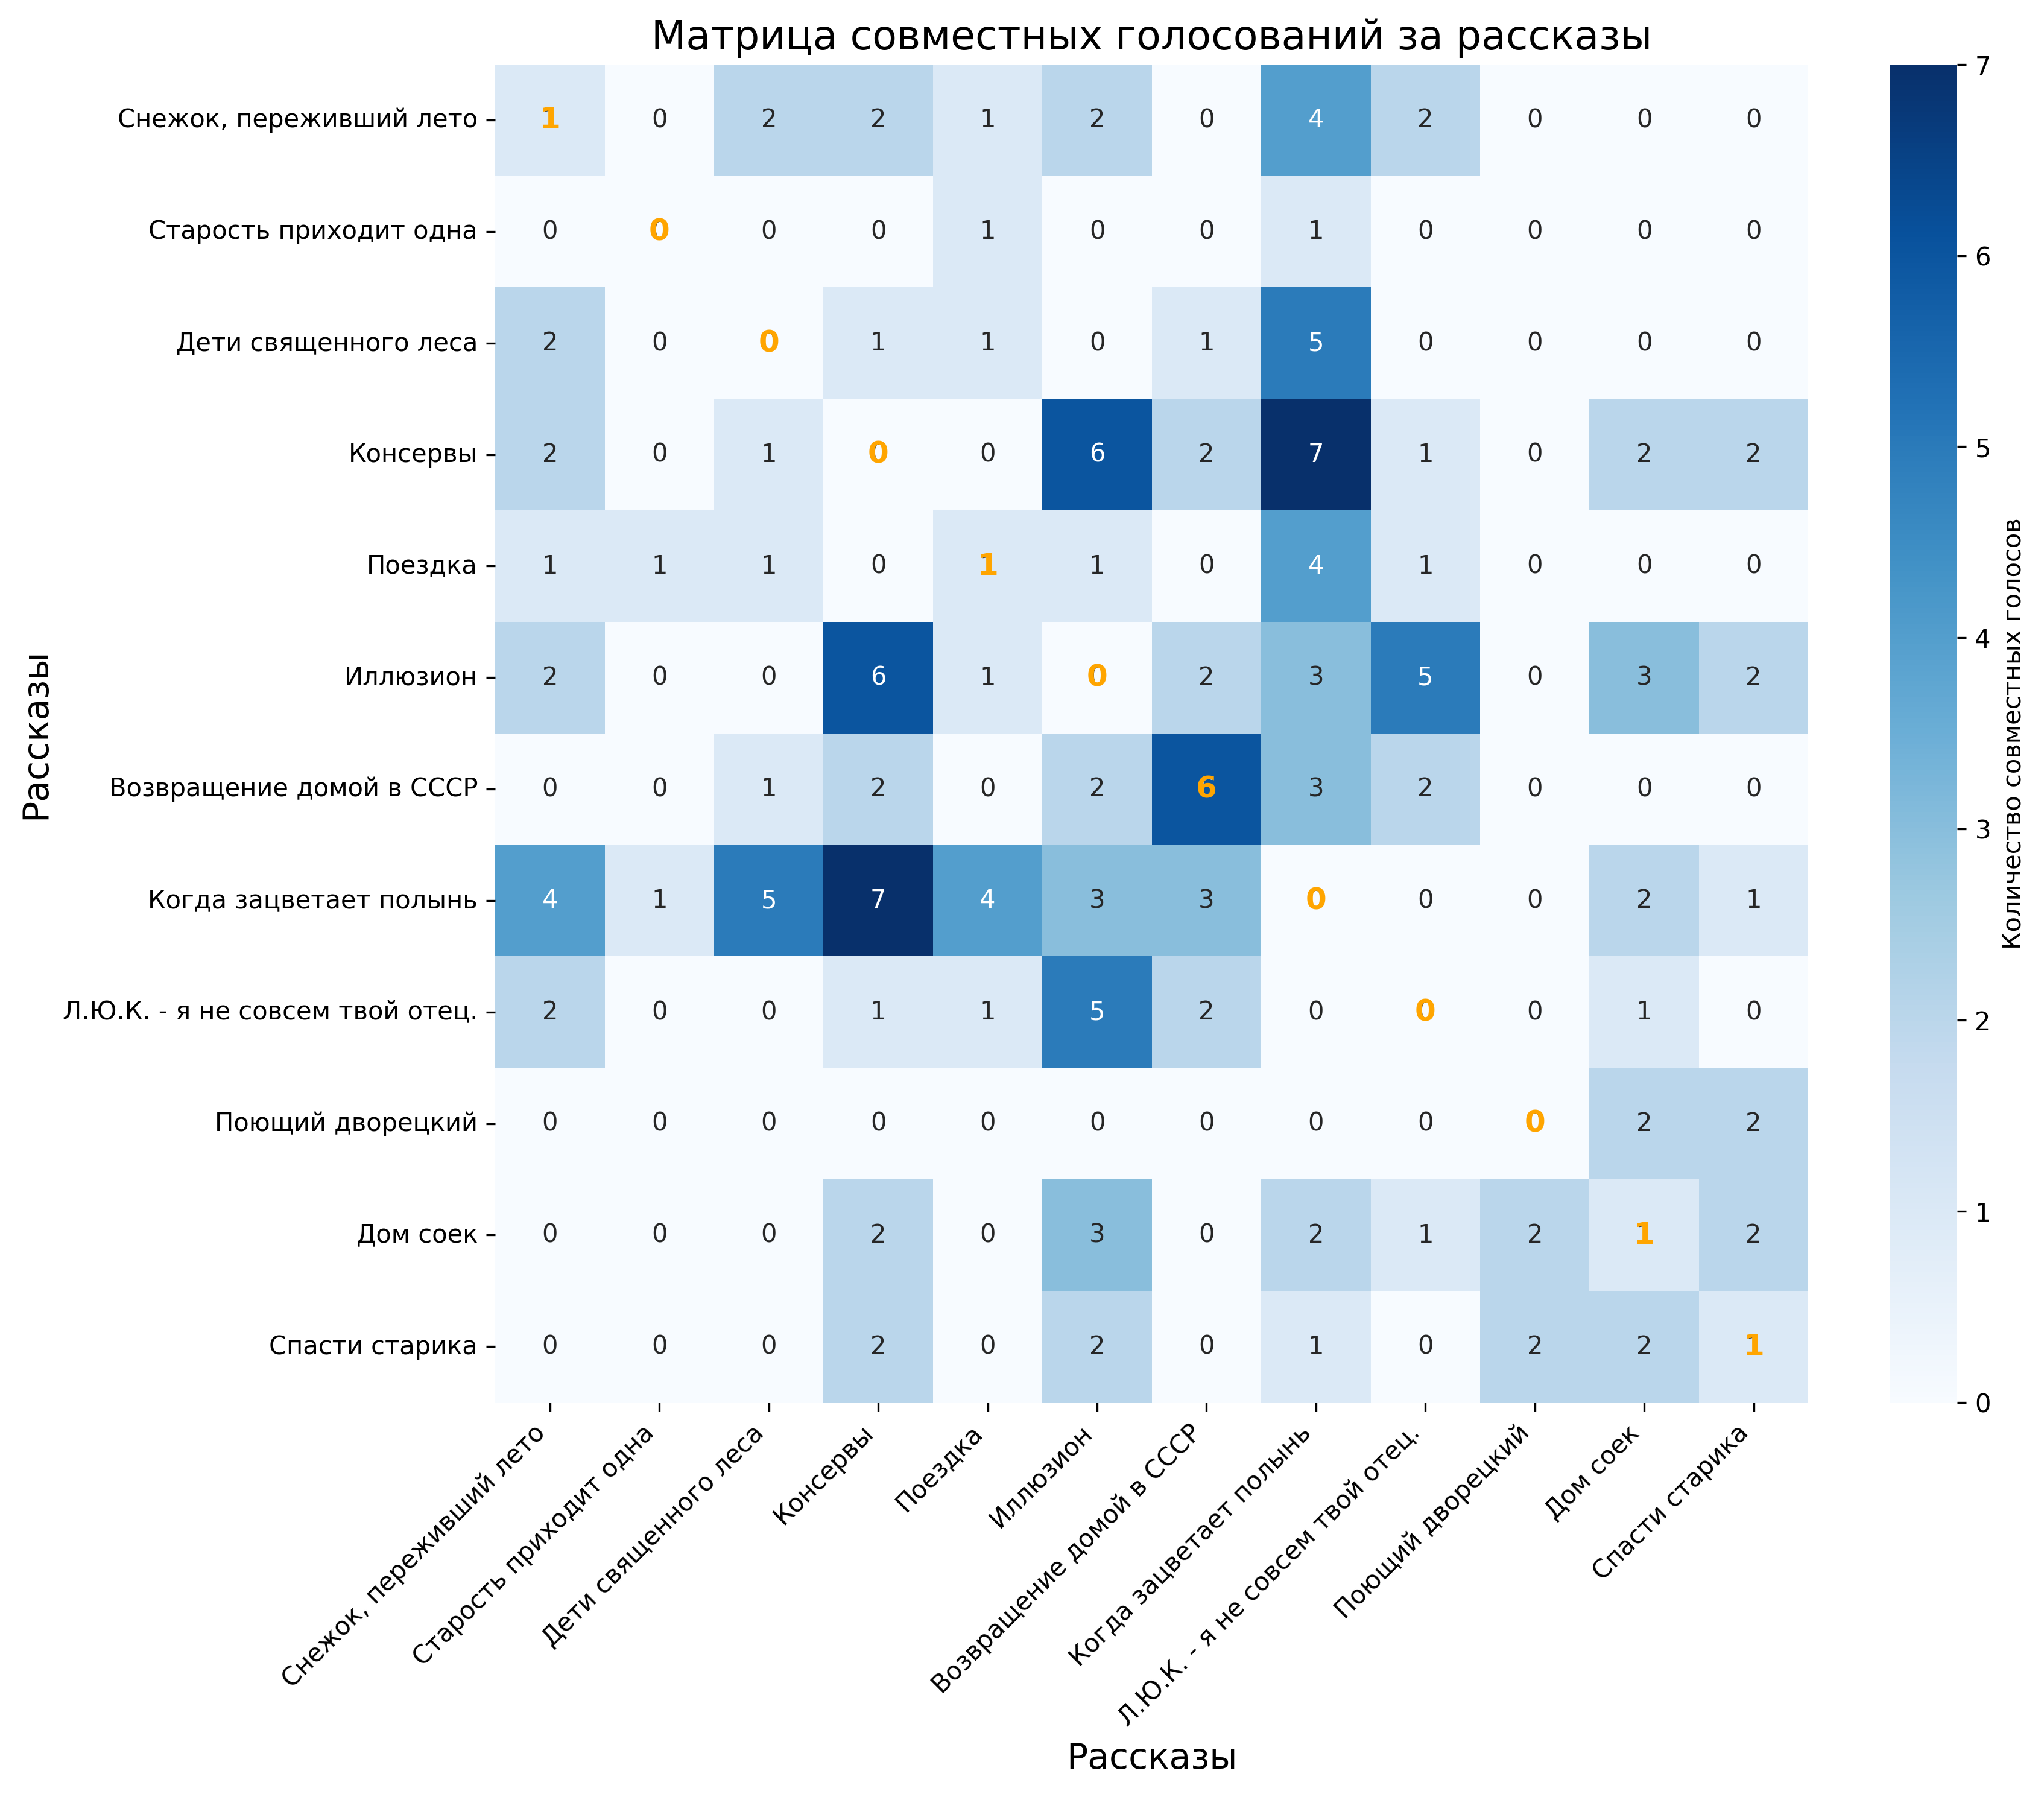 Матрица совместных голосований за рассказы
Рассказы
Снежок, переживший лето 1 0 2 2 1 2 0 4 2 0 0 0
Старость приходит одна 0 0 0 0 1 0 0 1 0 0 0 0
Дети священного леса 2 0 0 1 1 0 1 5 0 0 0 0
Консервы 2 0 1 0 0 6 2 7 1 0 2 2
Поездка 1 1 1 0 1 1 0 4 1 0 0 0
Иллюзион 2 0 0 6 1 0 2 3 5 0 3 2
Возвращение домой в СССР 0 0 1 2 0 2 6 3 2 0 0 0
Когда зацветает полынь 4 1 5 7 4 3 3 0 0 0 2 1
Л.Ю.К. - я не совсем твой отец. 2 0 0 1 1 5 2 0 0 0 1 0
Поющий дворецкий 0 0 0 0 0 0 0 0 0 0 2 2
Дом соек 0 0 0 2 0 3 0 2 1 2 1 2
Спасти старика 0 0 0 2 0 2 0 1 0 2 2 1
Снежок, переживший лето
Старость приходит одна
Дети священного леса
Консервы
Поездка
Иллюзион
Возвращение домой в СССР
Когда зацветает полынь
Л.Ю.К. - я не совсем твой отец.
Поющий дворецкий
Дом соек
Спасти старика
Рассказы
7
6
5
4
3
2
1
0
Количество совместных голосов